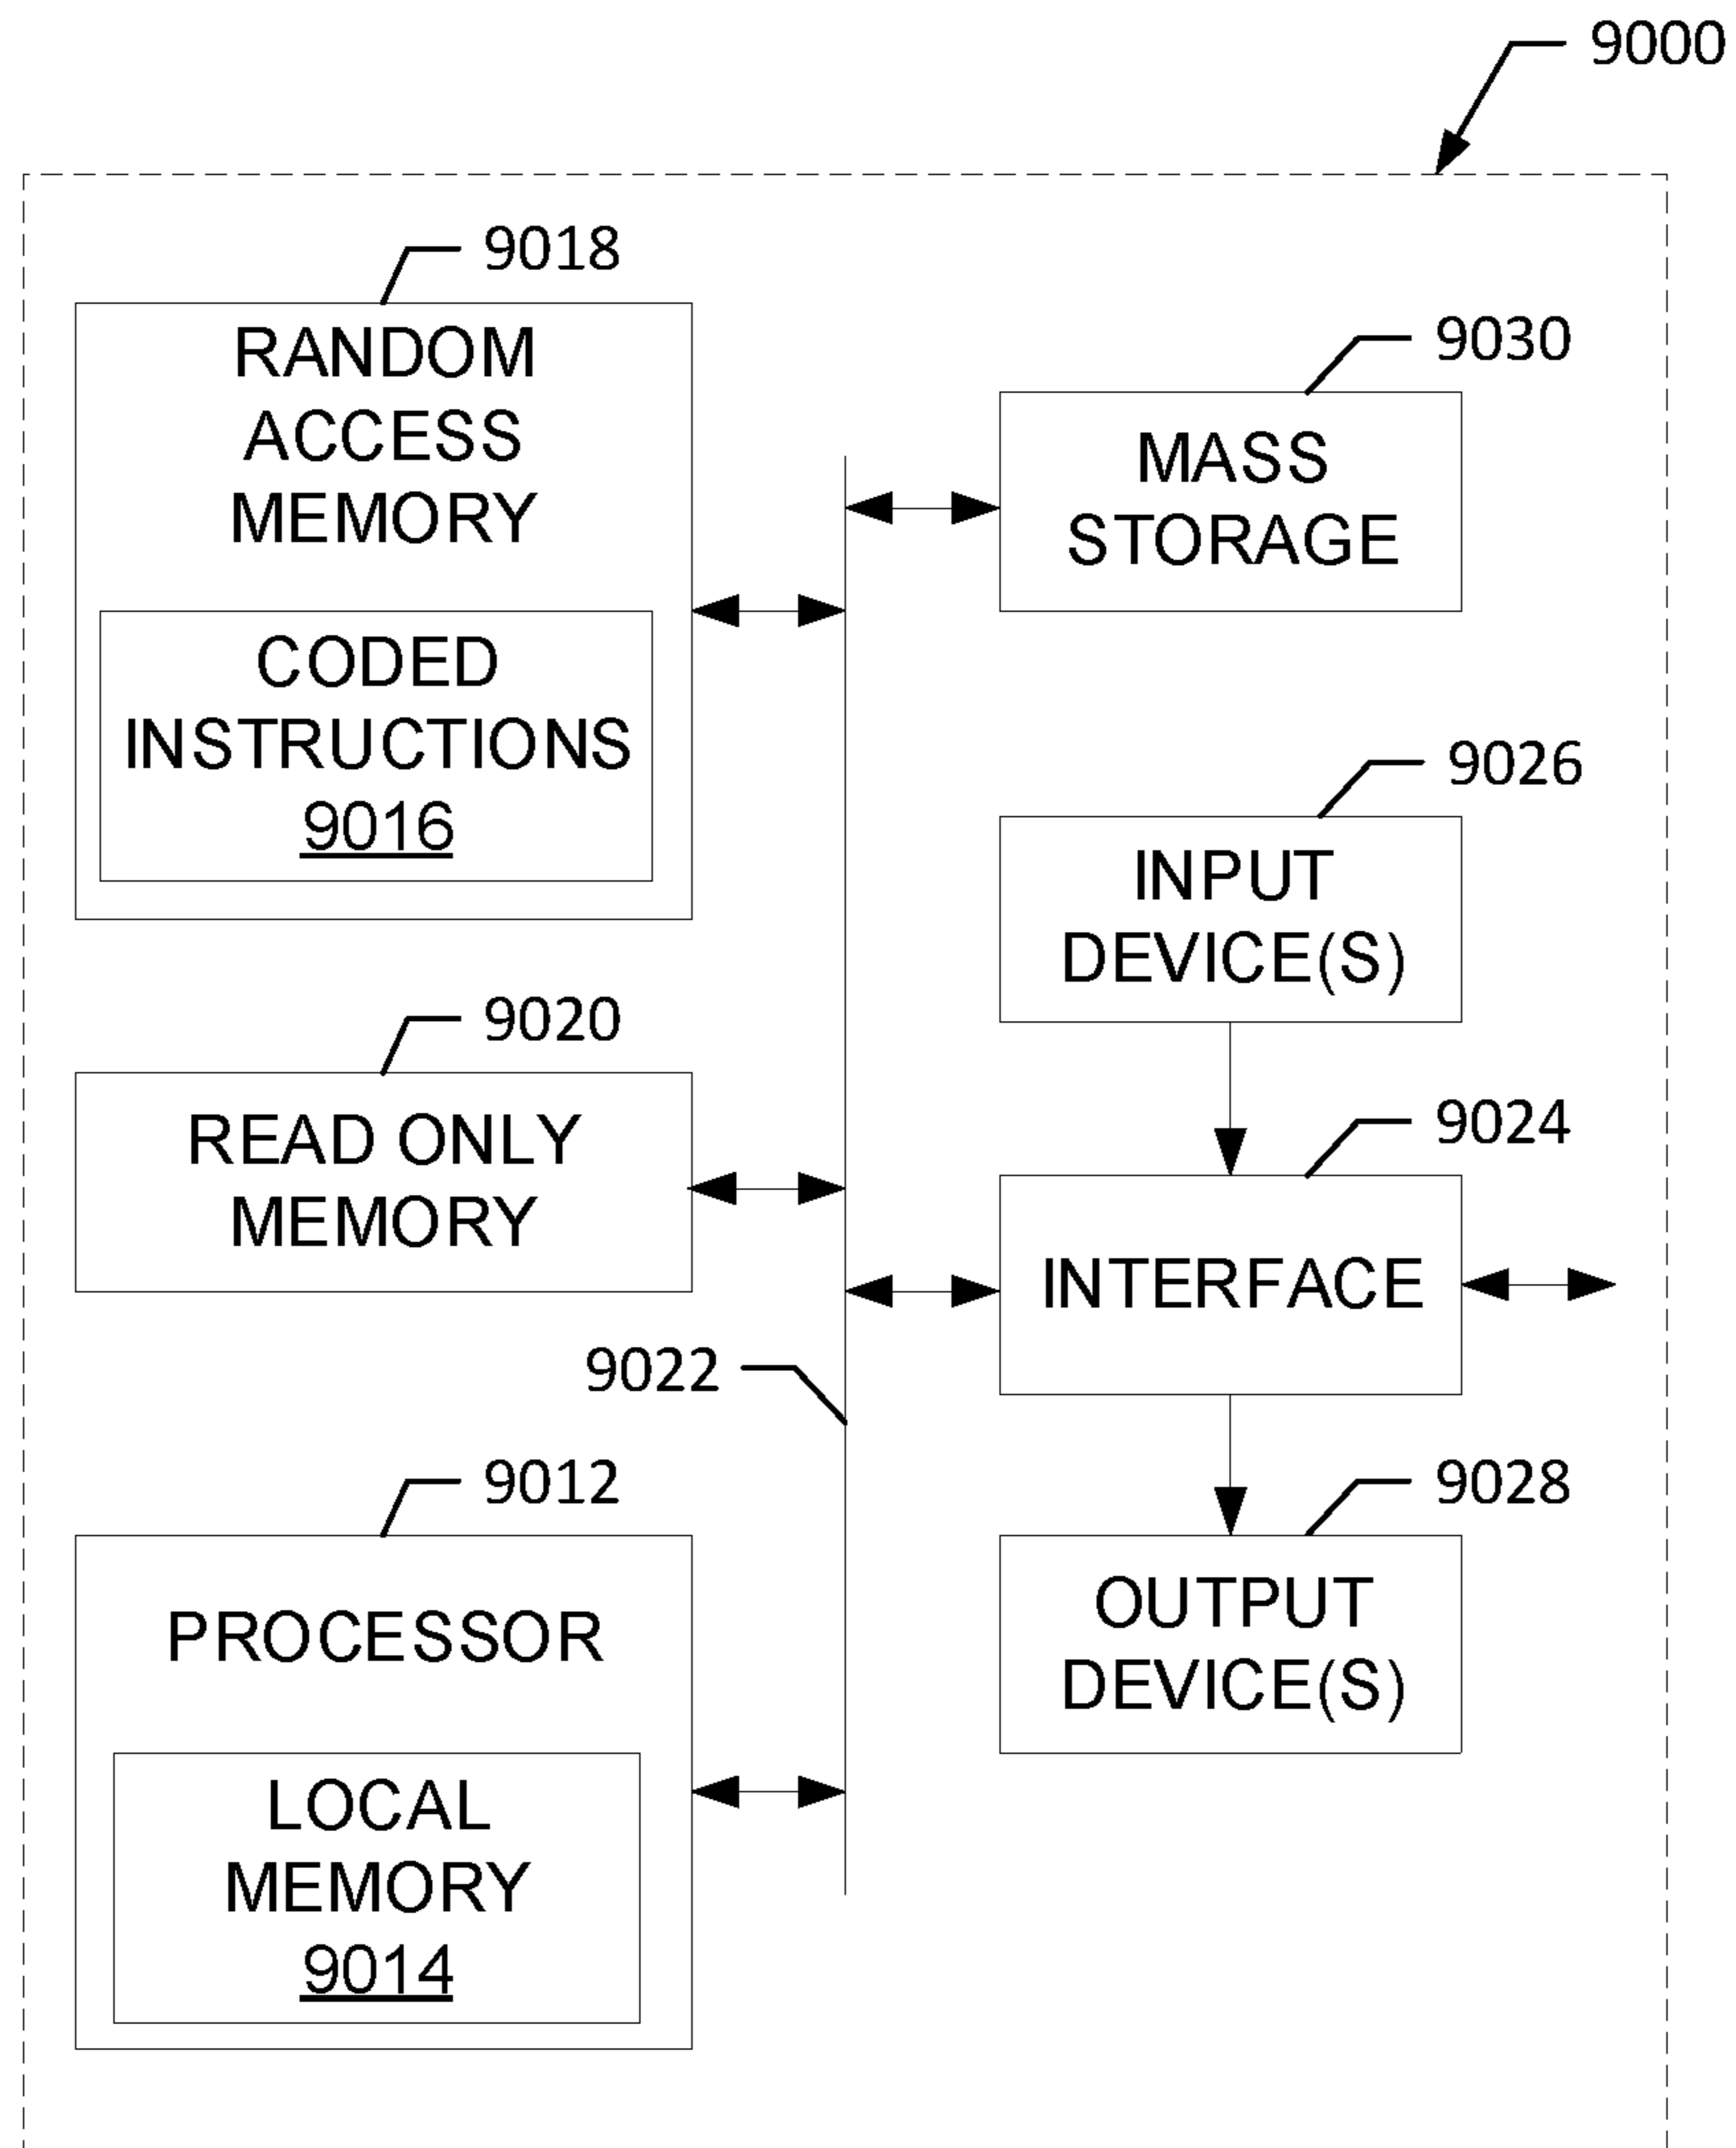 9000
9018
RANDOM
ACCESS
MEMORY
CODED
INSTRUCTIONS
9016
9030
MASS
STORAGE
9026
INPUT
DEVICE(S)
9020
READ ONLY
MEMORY
9024
INTERFACE
9022
9012
PROCESSOR
LOCAL
MEMORY
9014
9028
OUTPUT
DEVICE(S)